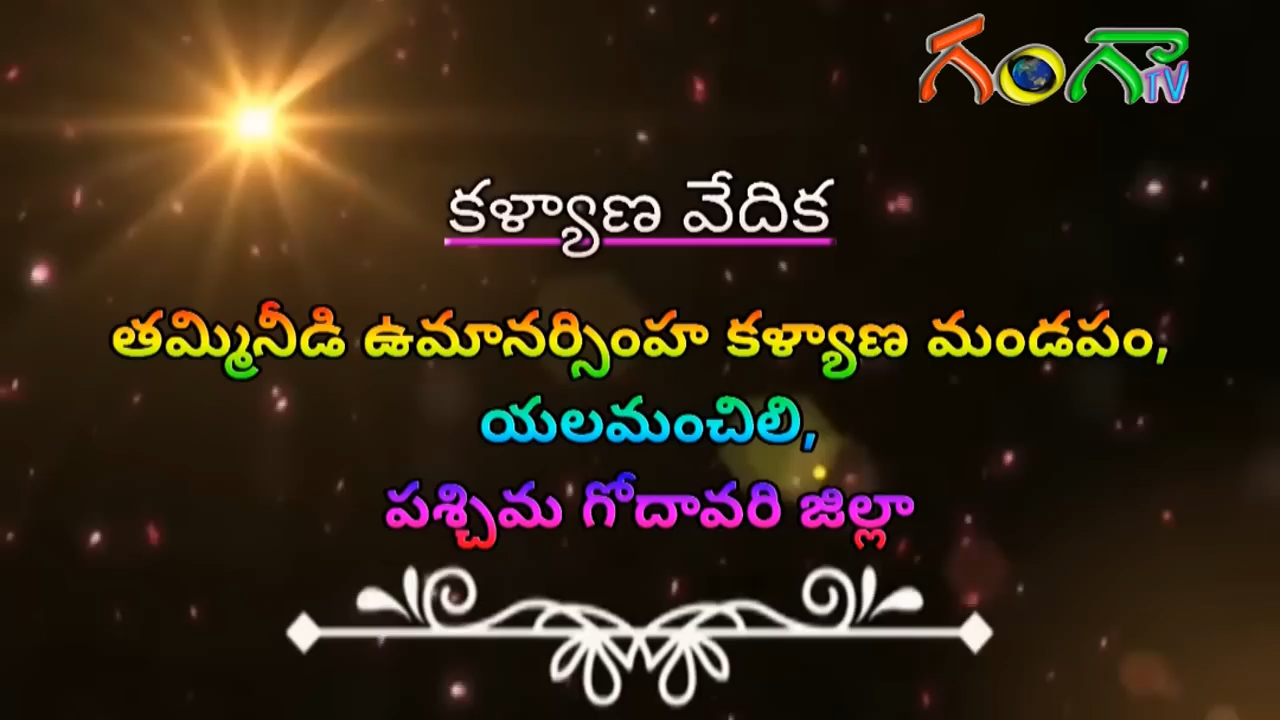 గంగా TV
కళ్యాణ వేదిక
తమ్మినీడి ఉమానర్సింహ కళ్యాణ మండపం,
యలమంచిలి,
పశ్చిమ గోదావరి జిల్లా